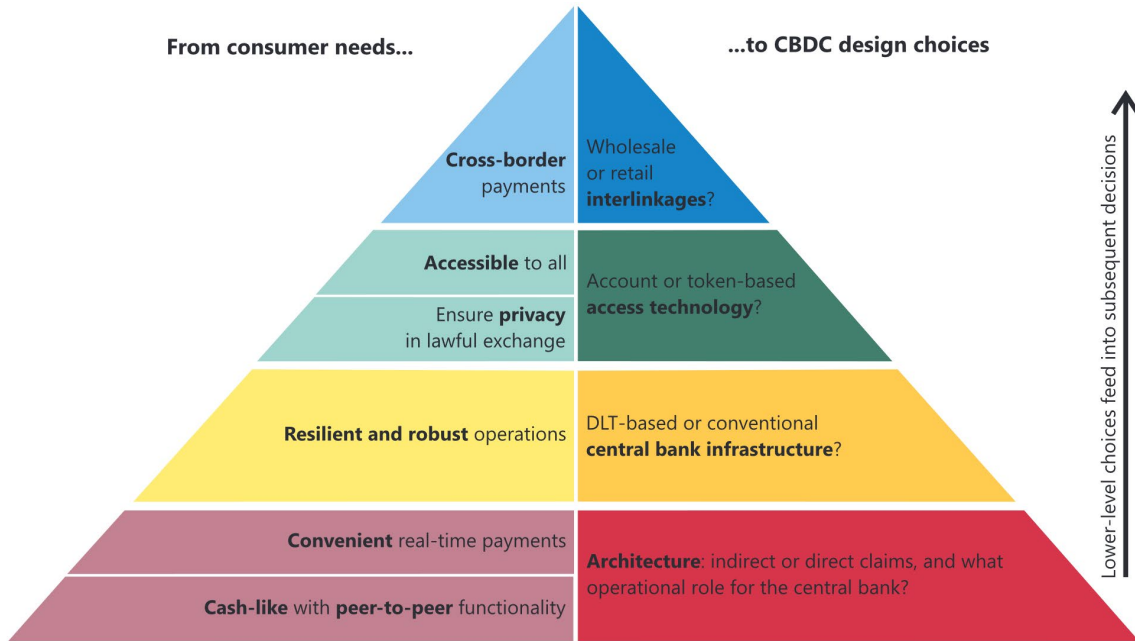 From consumer needs...
...to CBDC design choices
Cross-border
payments
Wholesale
or retail
interlinkages?
Accessible to all
Ensure privacy
in lawful exchange
Account or token-based
access technology?
Resilient and robust operations
DLT-based or conventional
central bank infrastructure?
Convenient real-time payments
Cash-like with peer-to-peer functionality
Architecture: indirect or direct claims, and what
operational role for the central bank?
Lower-level choices feed into subsequent decisions